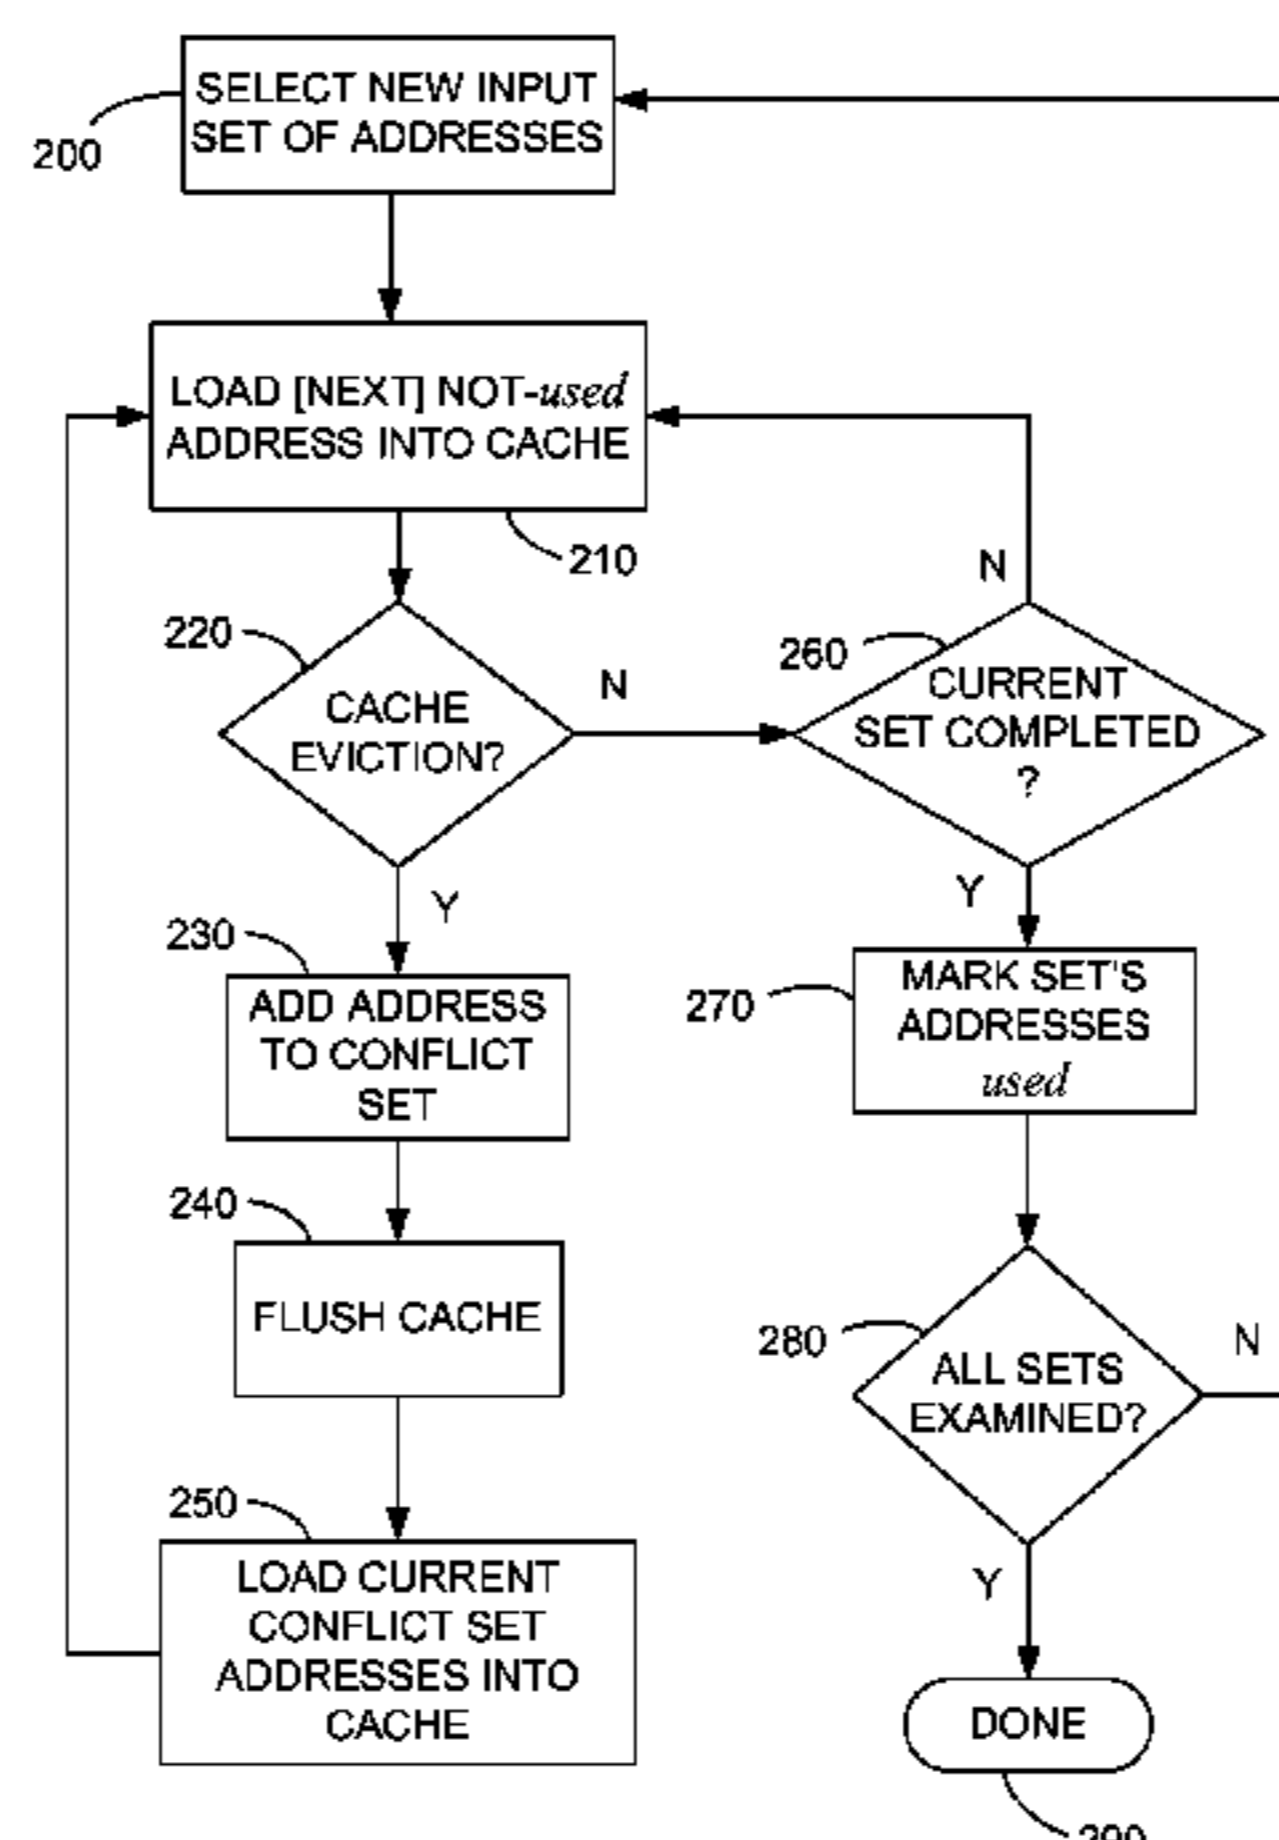 SELECT NEW INPUT
SET OF ADDRESSES
200
LOAD [NEXT] NOT-used
ADDRESS INTO CACHE
210
220
CACHE
EVICTION?
N
Y
260
CURRENT
SET COMPLETED
?
N
Y
230
ADD ADDRESS
TO CONFLICT
SET
270
MARK SET'S
ADDRESSES
used
240
FLUSH CACHE
280
ALL SETS
EXAMINED?
N
Y
250
LOAD CURRENT
CONFLICT SET
ADDRESSES INTO
CACHE
DONE